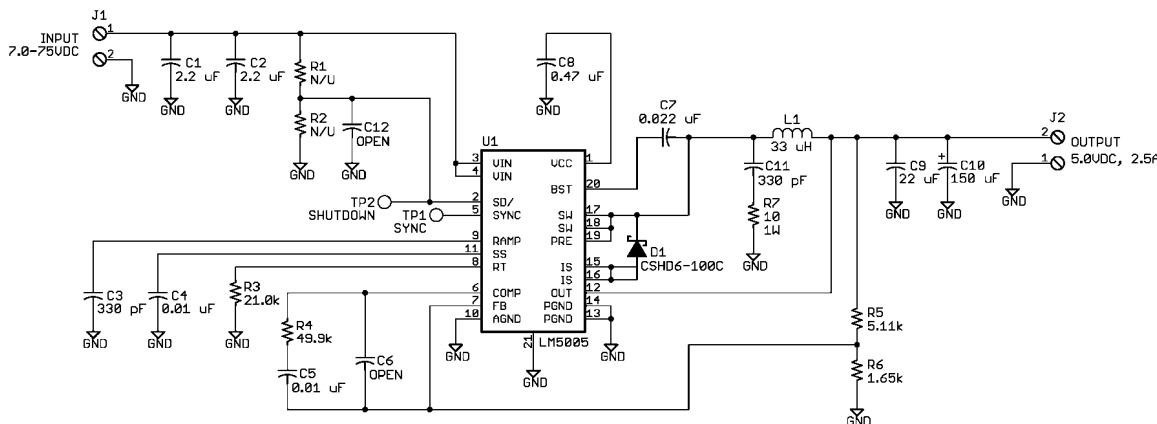 J1
INPUT
7.0-75VDC
1
2
GND
C1
2.2 uF
GND
C2
2.2 uF
GND
R1
N/U
R2
N/U
GND
C12
OPEN
GND
C8
0.47 uF
GND
C7
0.022 uF
L1
33 uH
J2
2
1
OUTPUT
5.0VDC, 2.5A
GND
C11
330 pF
R7
10
1W
GND
C9
22 uF
GND
+
C10
150 uF
GND
U1
3 VIN
4 VIN
2 SD/
5 SYNC
9 RAMP
11 SS
8 RT
6 COMP
7 FB
10 AGND
VCC 1
BST 20
SW 17
SW 18
PRE 19
IS 15
IS 16
OUT 12
PGND 14
PGND 13
21
LM5005
GND
GND
GND
TP2
SHUTDOWN
TP1
SYNC
D1
CSHD6-100C
C3
330 pF
GND
C4
0.01 uF
GND
R3
21.0k
GND
R4
49.9k
C5
0.01 uF
C6
OPEN
R5
5.11k
R6
1.65k
GND